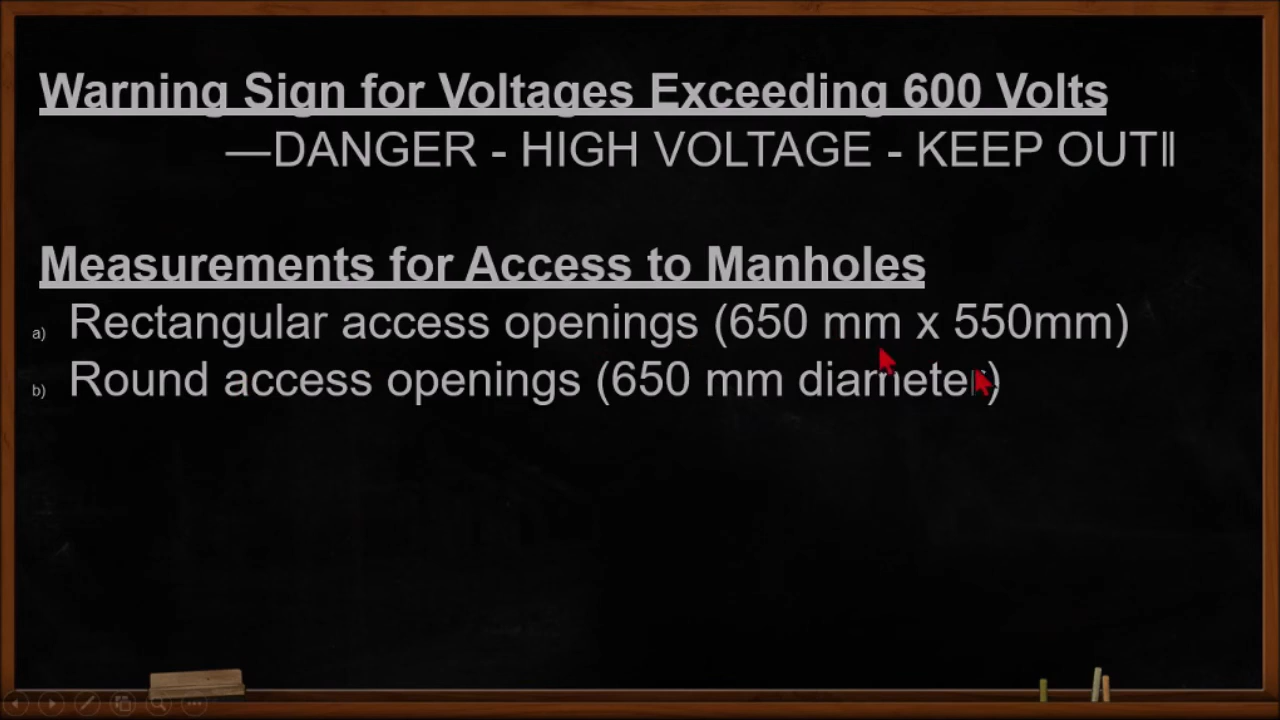 Warning Sign for Voltages Exceeding 600 Volts
―DANGER - HIGH VOLTAGE - KEEP OUT‖
Measurements for Access to Manholes
a) Rectangular access openings (650 mm x 550mm)
b) Round access openings (650 mm diameter)